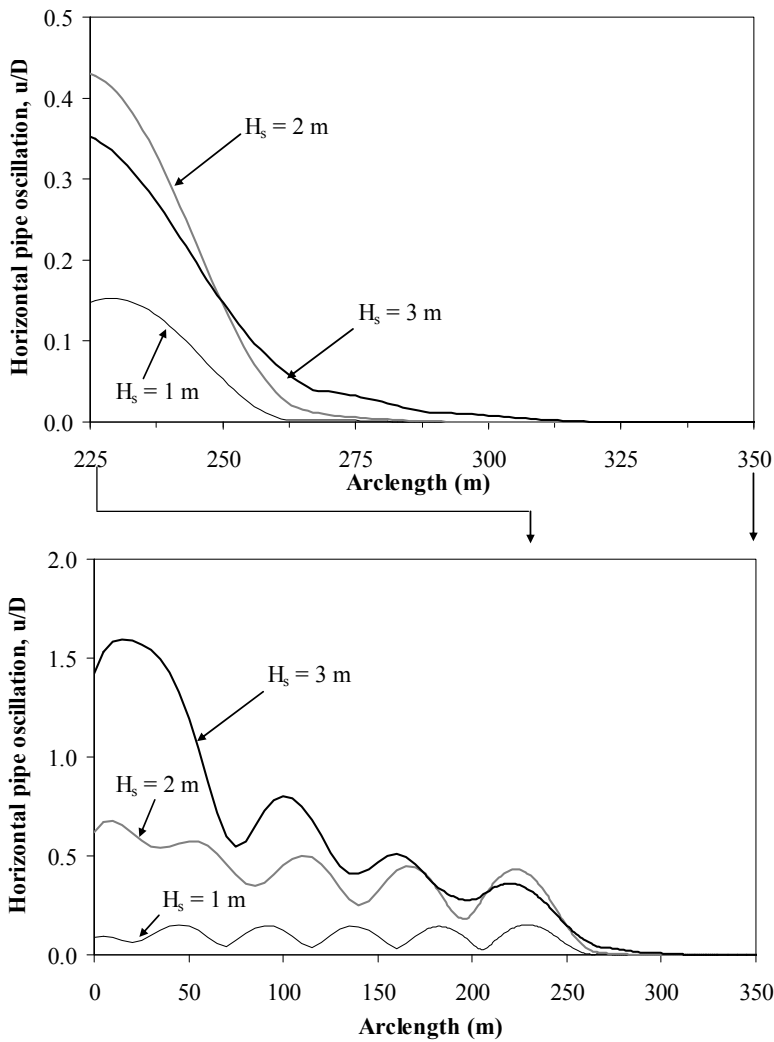 Horizontal pipe oscillation, u/D
0.5
0.4
0.3
0.2
0.1
0.0
Hₛ = 2 m
Hₛ = 3 m
Hₛ = 1 m
225 250 275 300 325 350
Arclength (m)
Horizontal pipe oscillation, u/D
2.0
1.5
1.0
0.5
0.0
Hₛ = 3 m
Hₛ = 2 m
Hₛ = 1 m
0 50 100 150 200 250 300 350
Arclength (m)